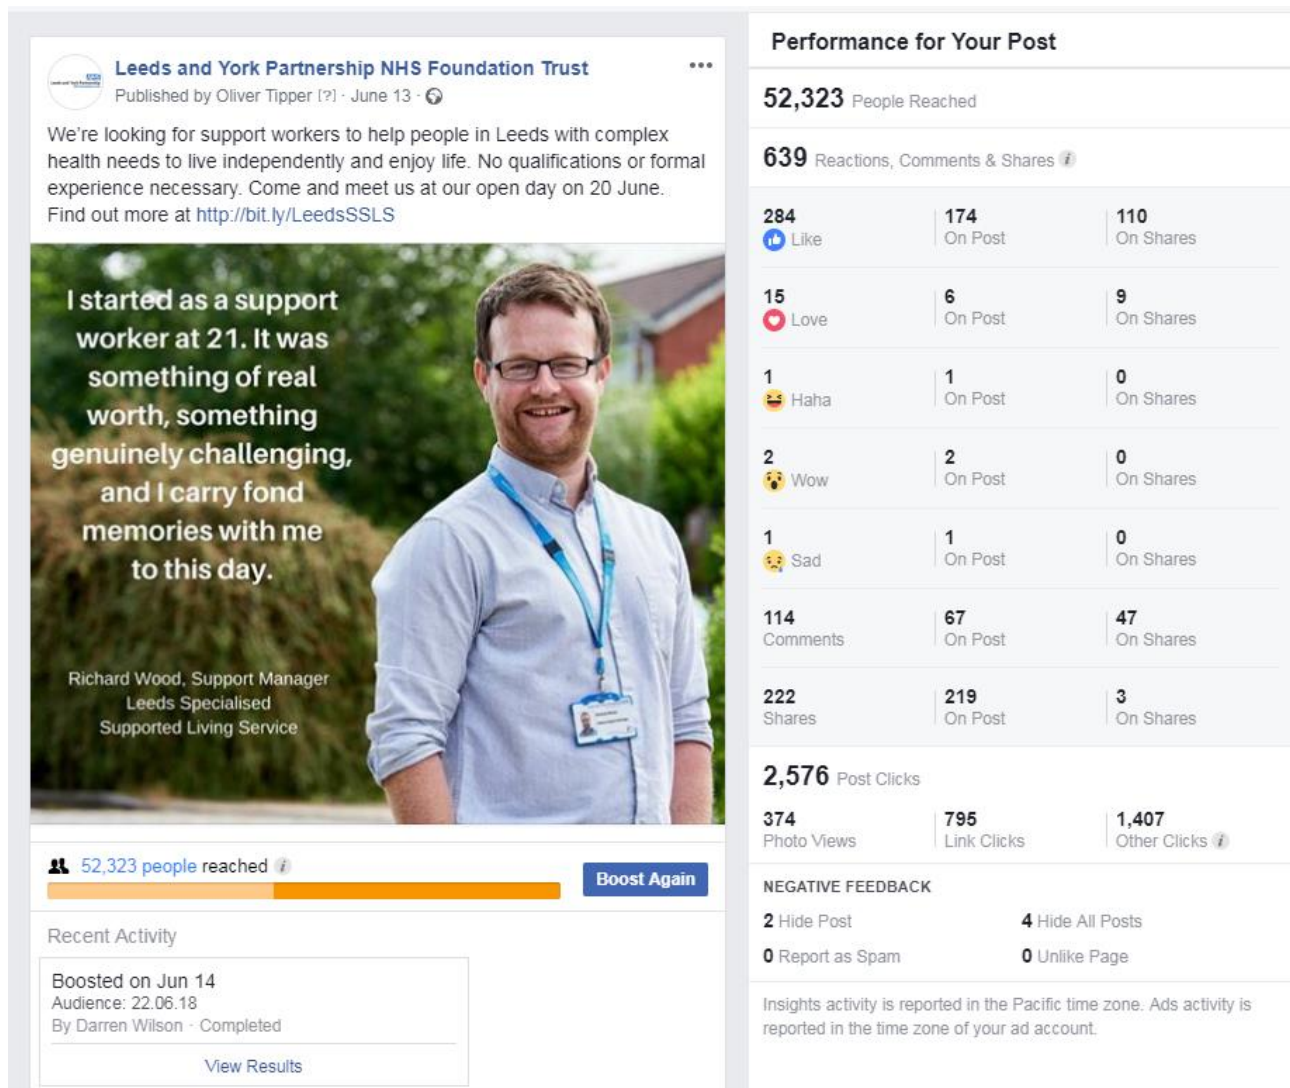 Leeds and York Partnership NHS Foundation Trust
Published by Oliver Tipper [?] · June 13 ·
We're looking for support workers to help people in Leeds with complex
health needs to live independently and enjoy life. No qualifications or formal
experience necessary. Come and meet us at our open day on 20 June.
Find out more at http://bit.ly/LeedsSSLS
I started as a support
worker at 21. It was
something of real
worth, something
genuinely challenging,
and I carry fond
memories with me
to this day.
Richard Wood, Support Manager
Leeds Specialised
Supported Living Service
52,323 people reached
Boost Again
Recent Activity
Boosted on Jun 14
Audience: 22.06.18
By Darren Wilson · Completed
View Results
Performance for Your Post
52,323 People Reached
639 Reactions, Comments & Shares
284 174 110
Like On Post On Shares
15 6 9
Love On Post On Shares
1 1 0
Haha On Post On Shares
2 2 0
Wow On Post On Shares
1 1 0
Sad On Post On Shares
114 67 47
Comments On Post On Shares
222 219 3
Shares On Post On Shares
2,576 Post Clicks
374 795 1,407
Photo Views Link Clicks Other Clicks
NEGATIVE FEEDBACK
2 Hide Post 4 Hide All Posts
0 Report as Spam 0 Unlike Page
Insights activity is reported in the Pacific time zone. Ads activity is
reported in the time zone of your ad account.